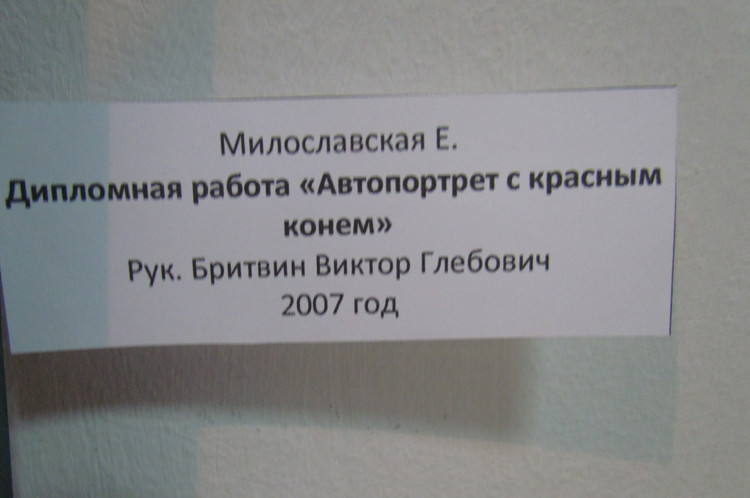 Милославская Е.
Дипломная работа «Автопортрет с красным
конем»
Рук. Бритвин Виктор Глебович
2007 год